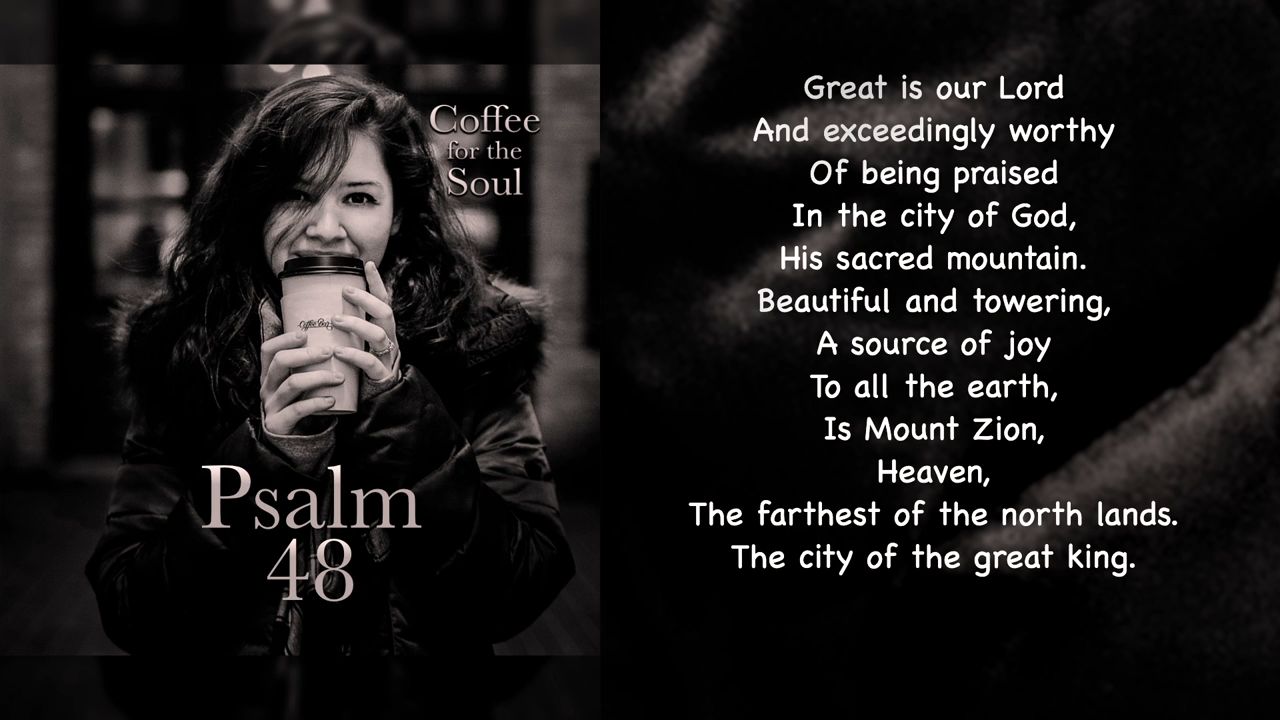 Coffee
for the
Soul
Psalm
48
Great is our Lord
And exceedingly worthy
Of being praised
In the city of God,
His sacred mountain.
Beautiful and towering,
A source of joy
To all the earth,
Is Mount Zion,
Heaven,
The farthest of the north lands.
The city of the great king.